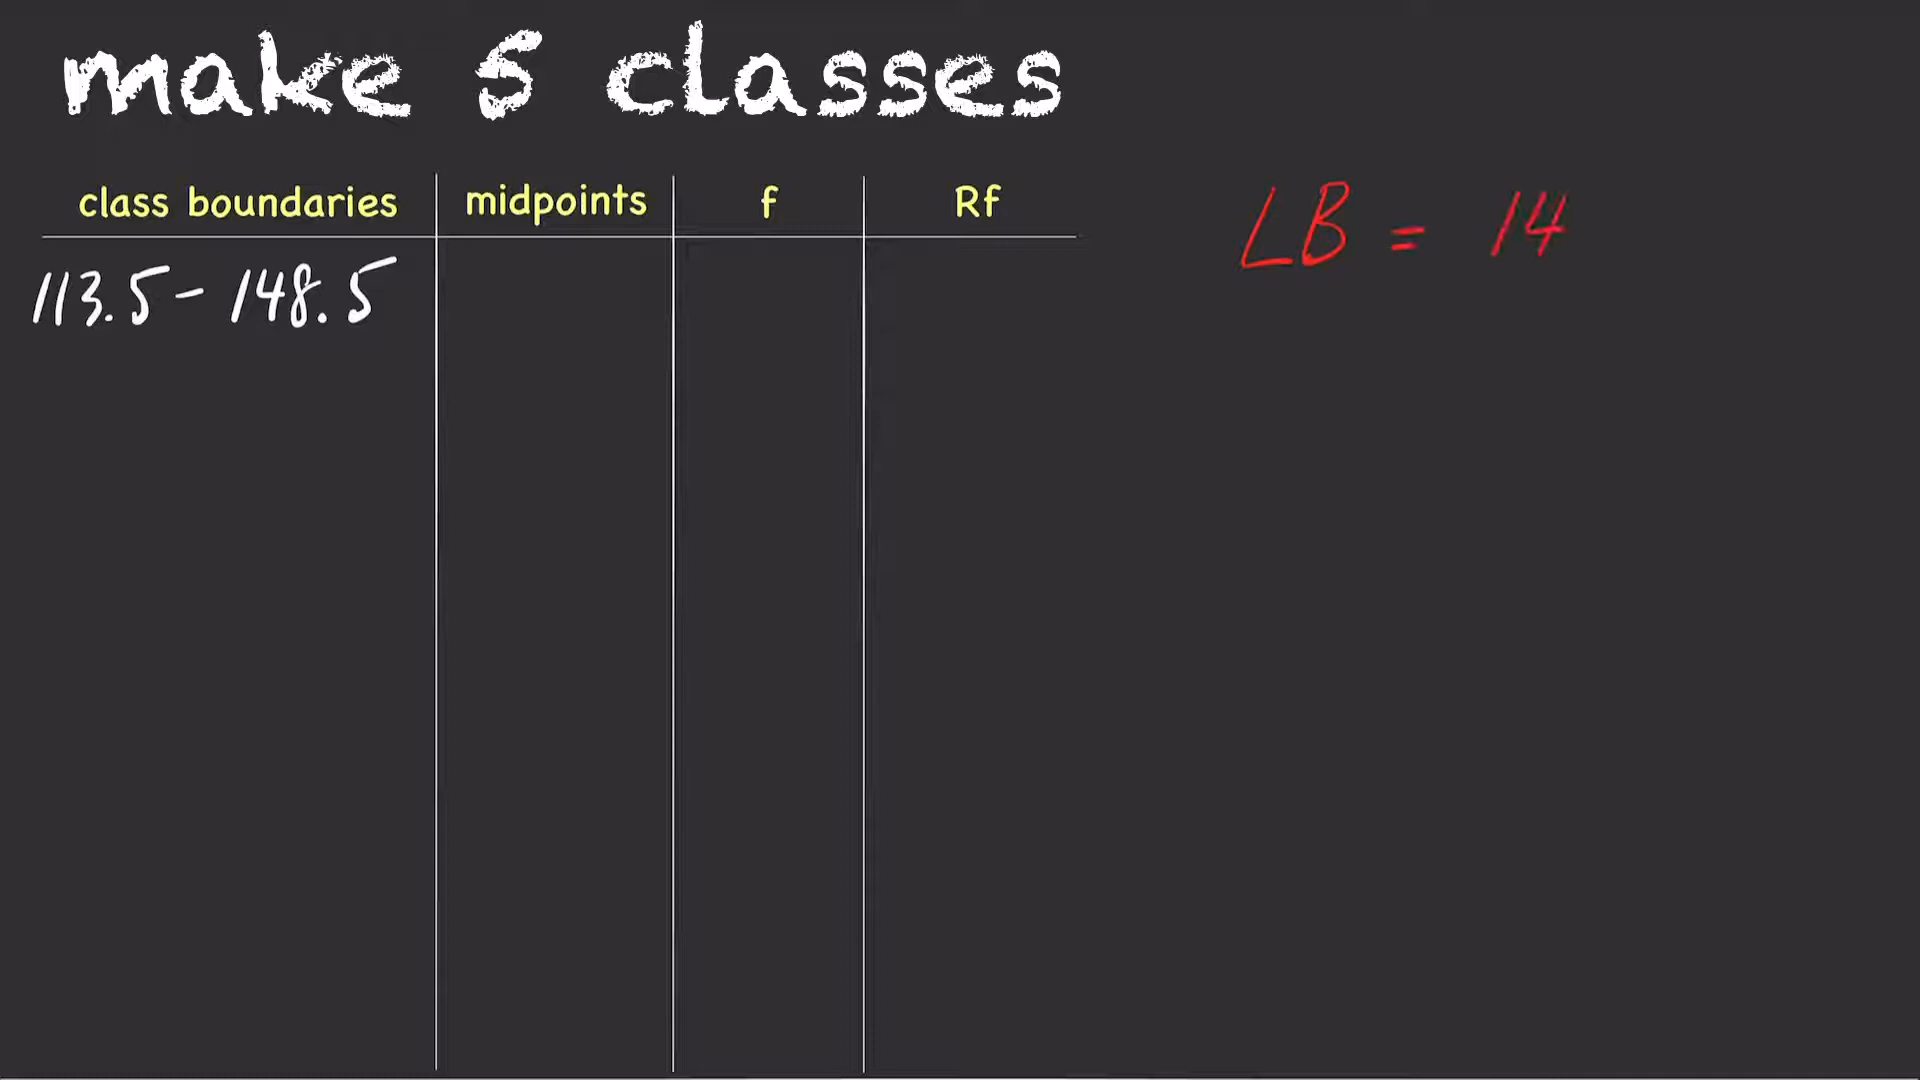 make 5 classes
class boundaries midpoints f Rf
LB = 14
113.5 - 148.5